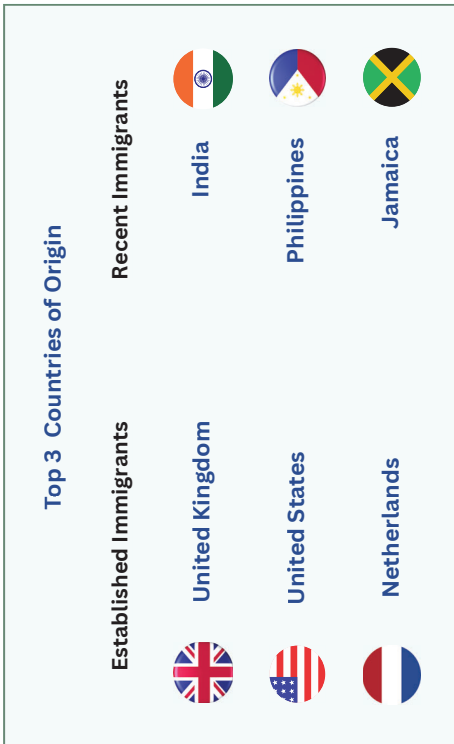 Top 3 Countries of Origin
Established Immigrants Recent Immigrants
United Kingdom India
United States Philippines
Netherlands Jamaica